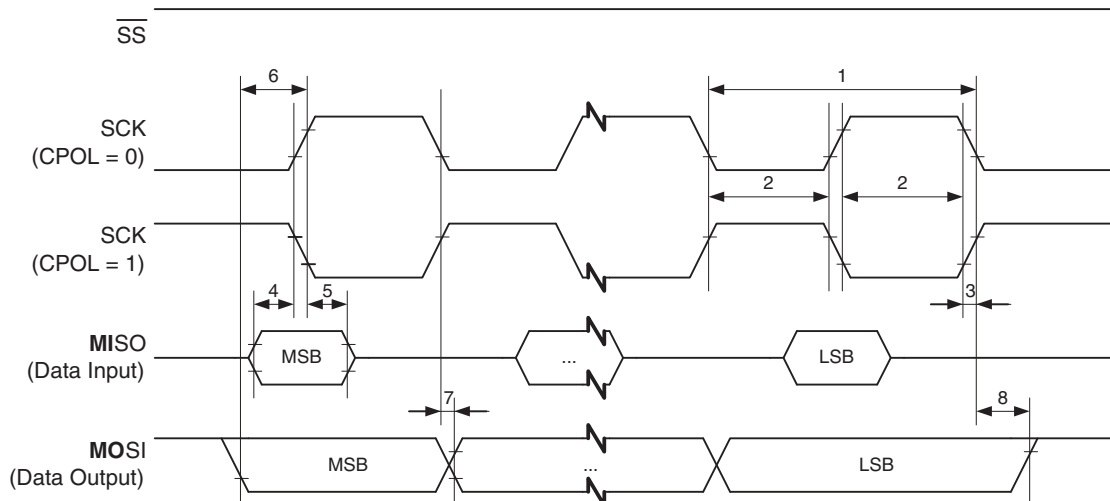 SS
6
1
SCK
(CPOL = 0)
2
2
SCK
(CPOL = 1)
4
5
3
MISO
(Data Input)
MSB
...
LSB
7
8
MOSI
(Data Output)
MSB
...
LSB